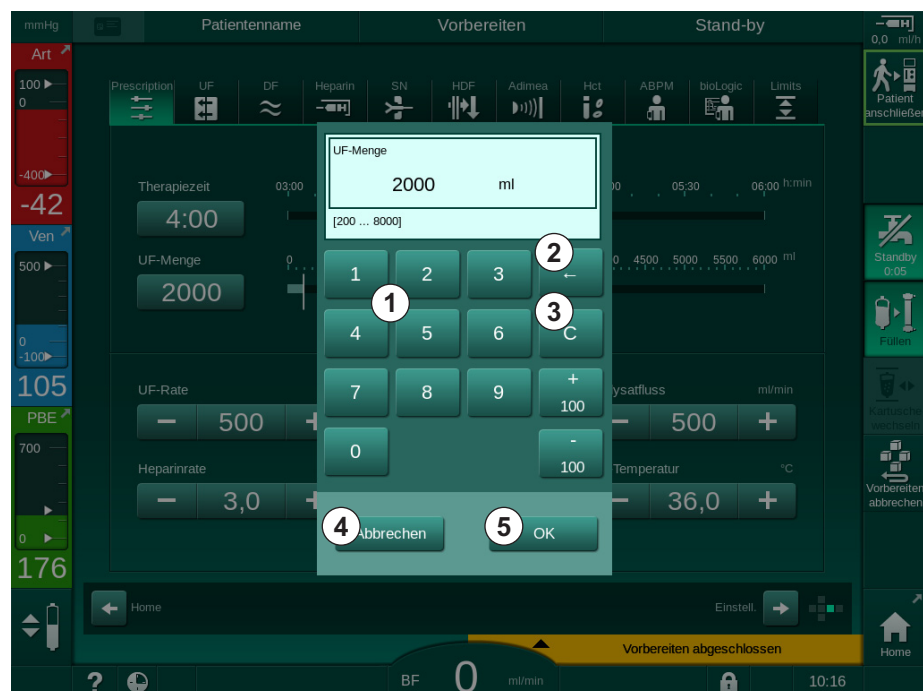 mmHg Patientenname Vorbereiten Stand-by
0,0 ml/h
Art
100
0
-400
-42
Ven
500
0
-100
105
PBE
700
0
176
Prescription UF DF Heparin SN HDF Adimea Hct ABPM bioLogic Limits
UF-Menge
2000 ml
[200 ... 8000]
Therapiezeit 03:00 05:30 06:00 h:min
4:00
UF-Menge 0 4500 5000 5500 6000 ml
2000
1 2 3 ←
2
1
3
4 5 6 C
7 8 9 + 100
0 - 100
UF-Rate
500
ml/min
500
Heparinrate
3,0
Temperatur °C
36,0
4 5
OK
Home Einstell.
Vorbereiten abgeschlossen
? BF 0 ml/min 10:16
Patient
anschließen
Standby
0:05
Füllen
Kartusche
wechseln
Vorbereiten
abbrechen
Home